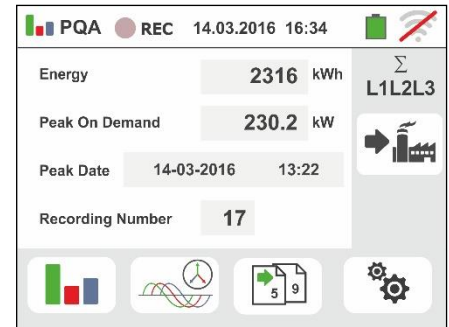 PQA REC 14.03.2016 16:34
Energy 2316 kWh
Σ
L1L2L3
Peak On Demand 230.2 kW
Peak Date 14-03-2016 13:22
Recording Number 17
5 9